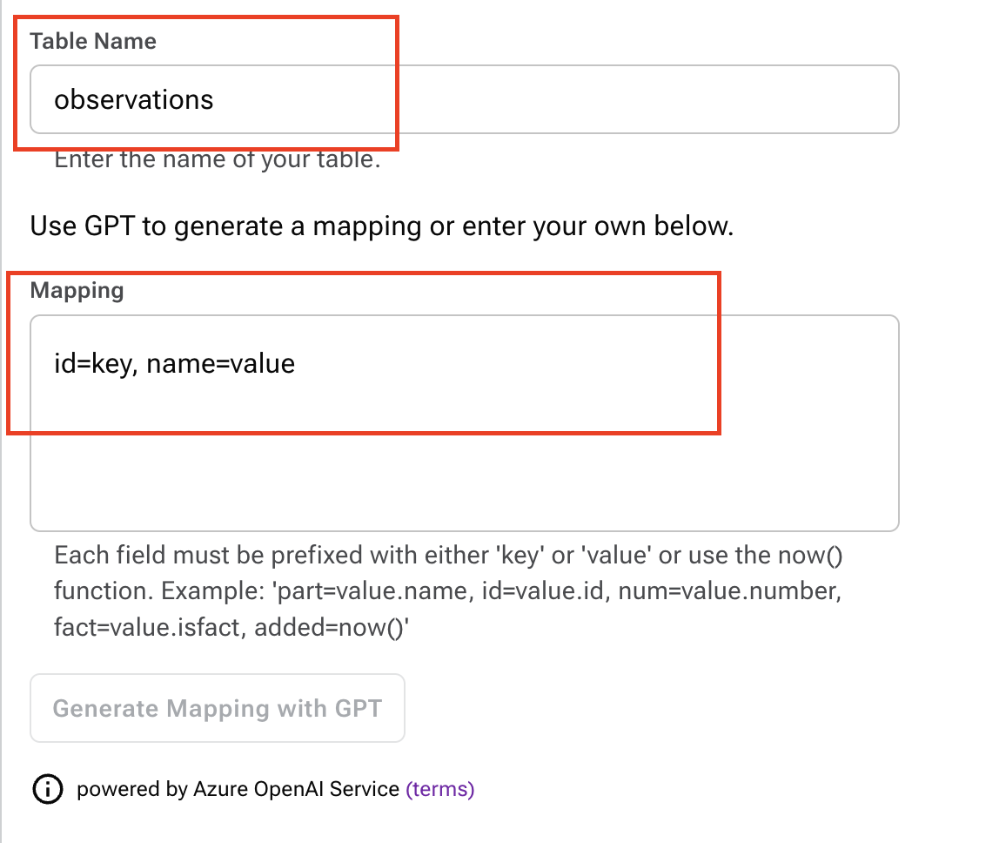 Table Name
observations
Enter the name of your table.
Use GPT to generate a mapping or enter your own below.
Mapping
id=key, name=value
Each field must be prefixed with either 'key' or 'value' or use the now()
function. Example: 'part=value.name, id=value.id, num=value.number,
fact=value.isfact, added=now()'
Generate Mapping with GPT
powered by Azure OpenAI Service (terms)